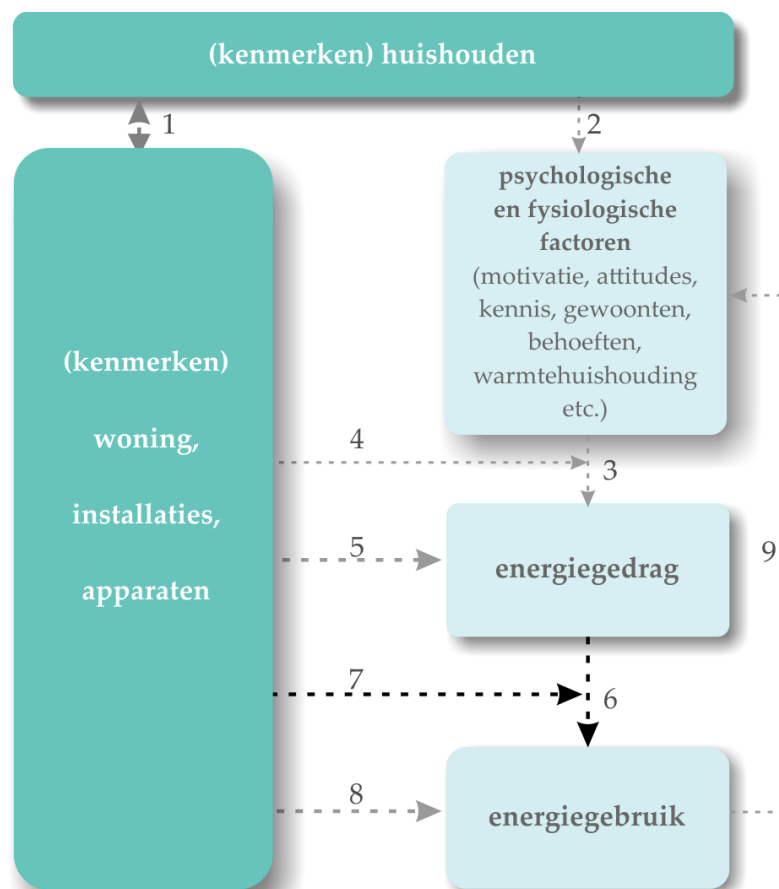 (kenmerken) huishouden
1
2
psychologische
en fysiologische
factoren
(motivatie, attitudes,
kennis, gewoonten,
behoeften,
warmtehuishouding
etc.)
(kenmerken)
woning,
installaties,
apparaten
4
3
5
energiegedrag
9
7
6
8
energiegebruik